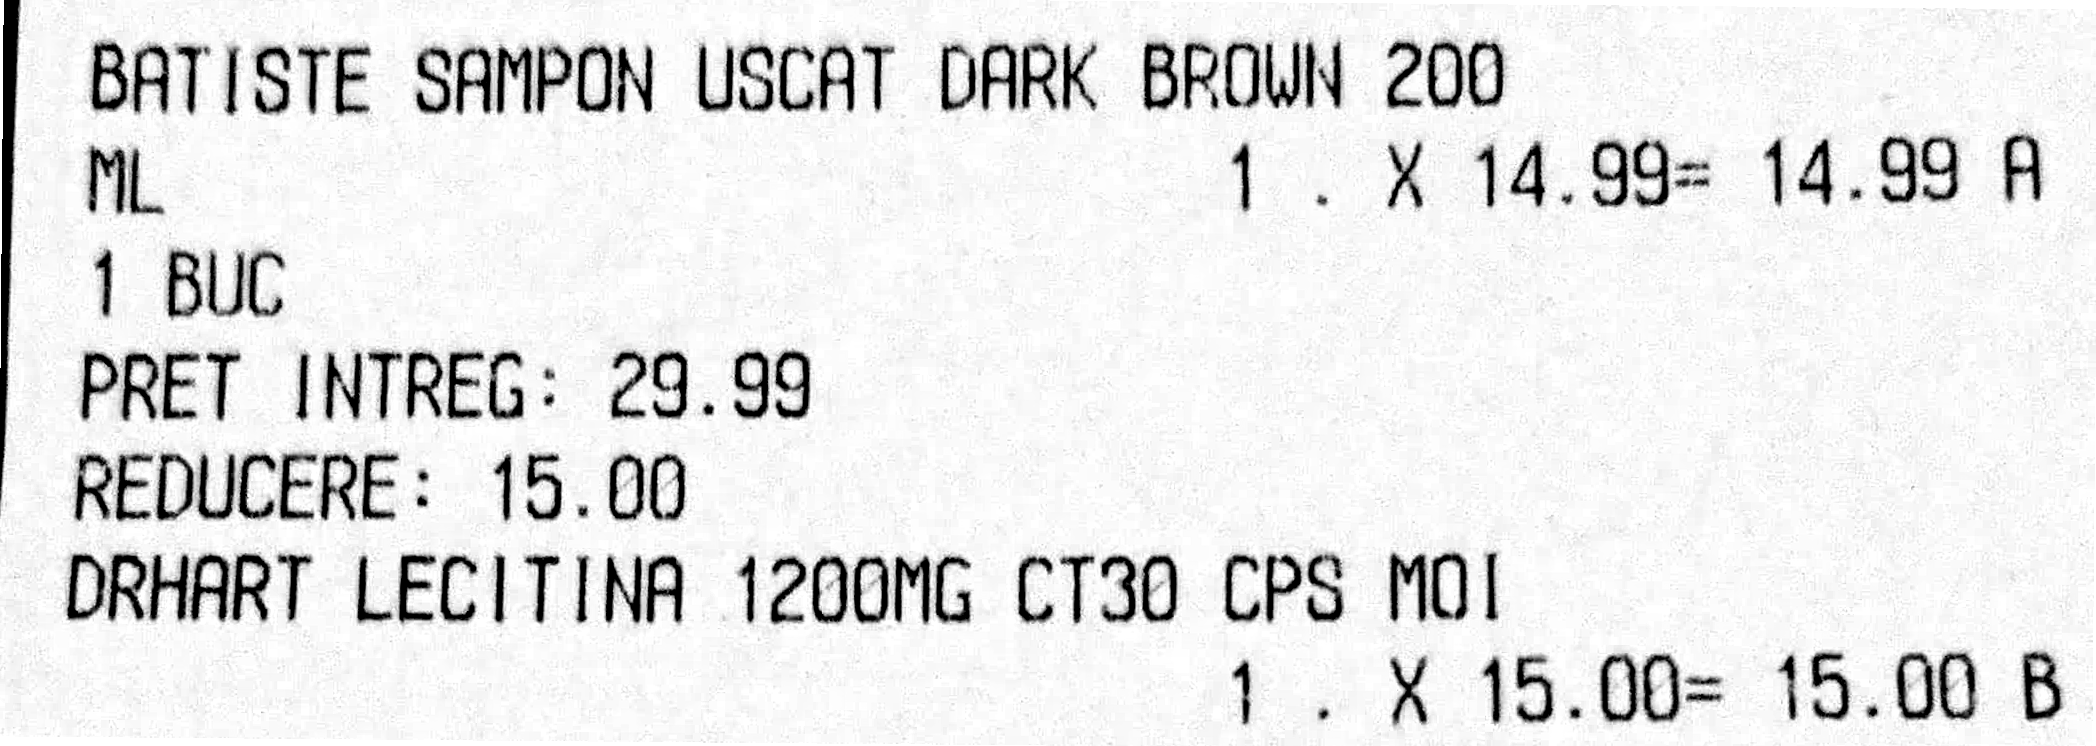 BATISTE SAMPON USCAT DARK BROWN 200
ML 1 . X 14.99= 14.99 A
1 BUC
PRET INTREG: 29.99
REDUCERE: 15.00
DRHART LECITINA 1200MG CT30 CPS MOI
1 . X 15.00= 15.00 B